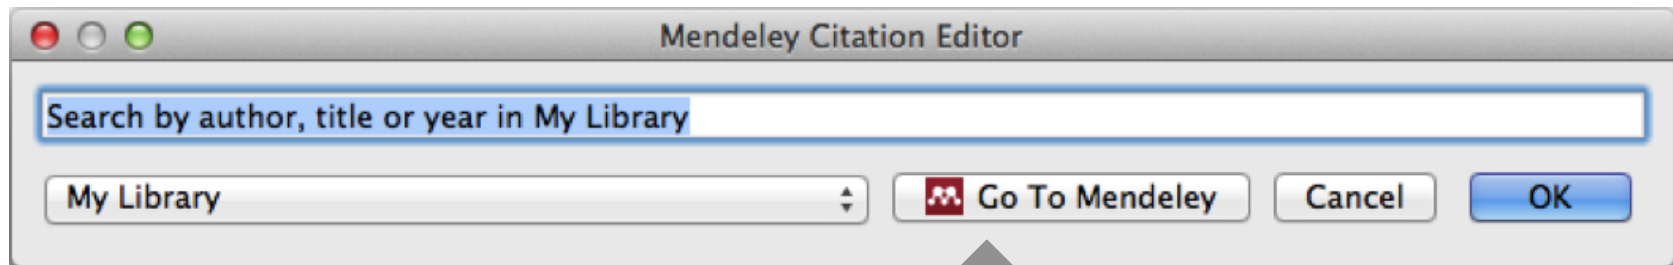 Mendeley Citation Editor
Search by author, title or year in My Library
My Library Go To Mendeley Cancel OK